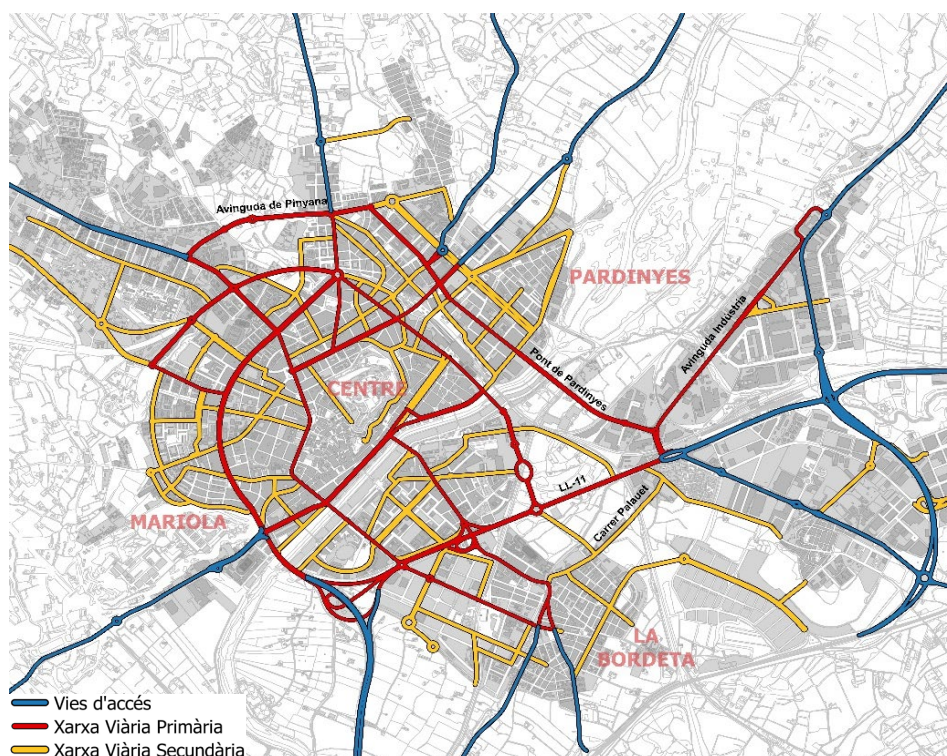 Avinguda de Pinyana
PARDINYES
Avinguda Indústria
Pont de Pardinyes
CENTRE
LL-11
Carrer Palauet
MARIOLA
LA
BORDETA
Vies d'accés
Xarxa Viària Primària
Xarxa Viària Secundària